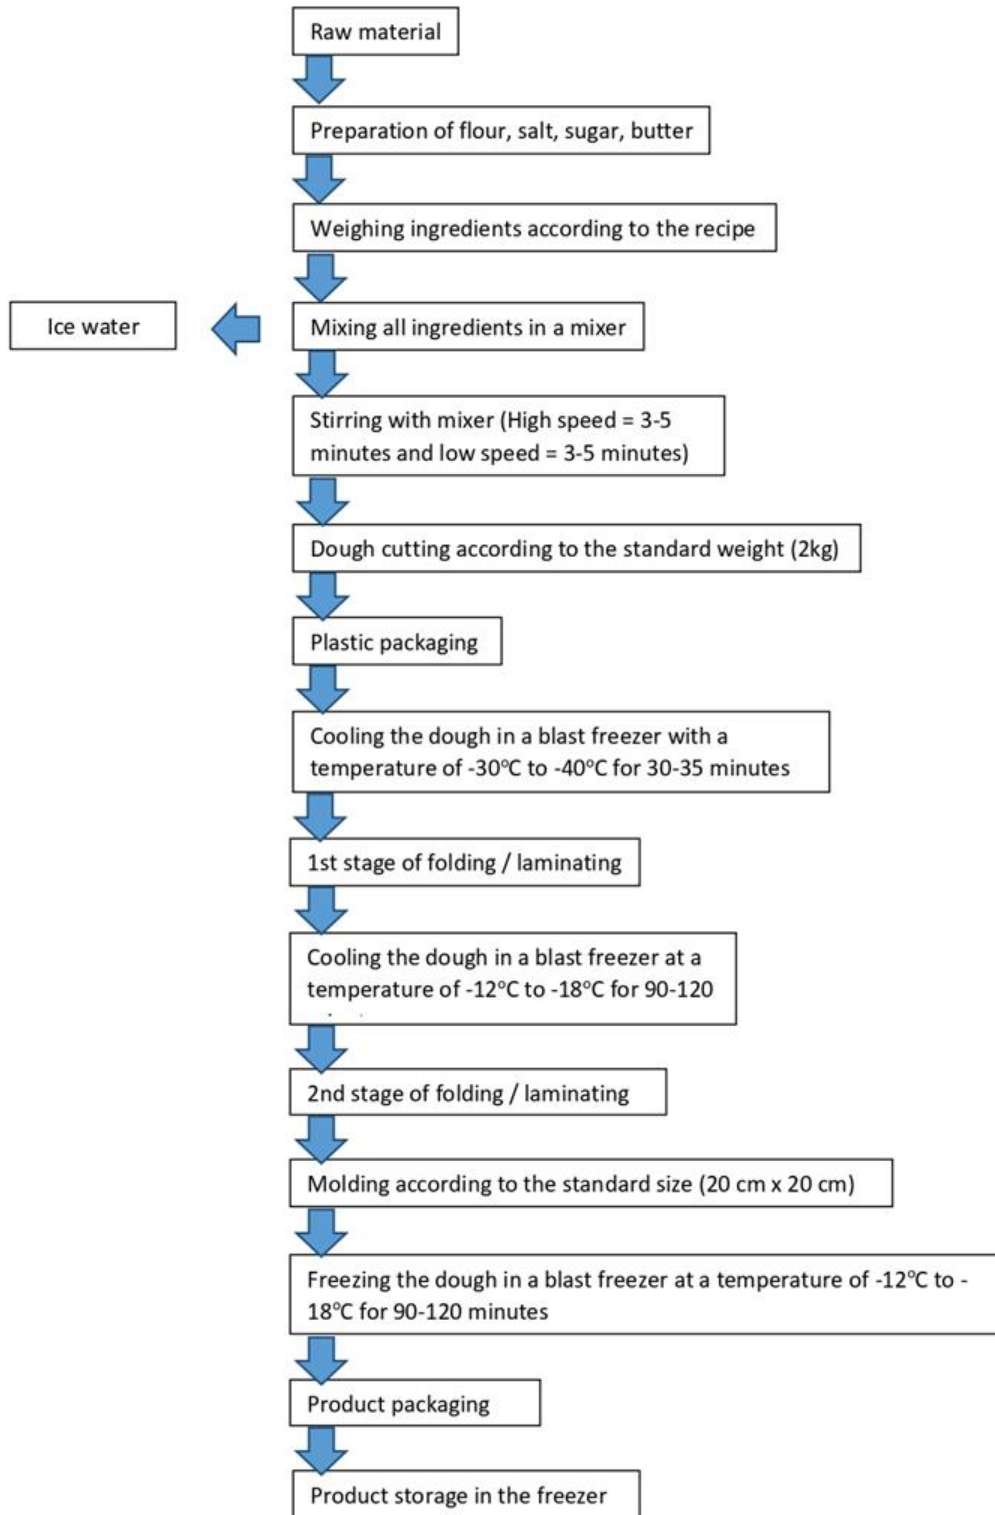 Raw material
Preparation of flour, salt, sugar, butter
Weighing ingredients according to the recipe
Ice water
Mixing all ingredients in a mixer
Stirring with mixer (High speed = 3-5
minutes and low speed = 3-5 minutes)
Dough cutting according to the standard weight (2kg)
Plastic packaging
Cooling the dough in a blast freezer with a
temperature of -30°C to -40°C for 30-35 minutes
1st stage of folding / laminating
Cooling the dough in a blast freezer at a
temperature of -12°C to -18°C for 90-120
2nd stage of folding / laminating
Molding according to the standard size (20 cm x 20 cm)
Freezing the dough in a blast freezer at a temperature of -12°C to -
18°C for 90-120 minutes
Product packaging
Product storage in the freezer